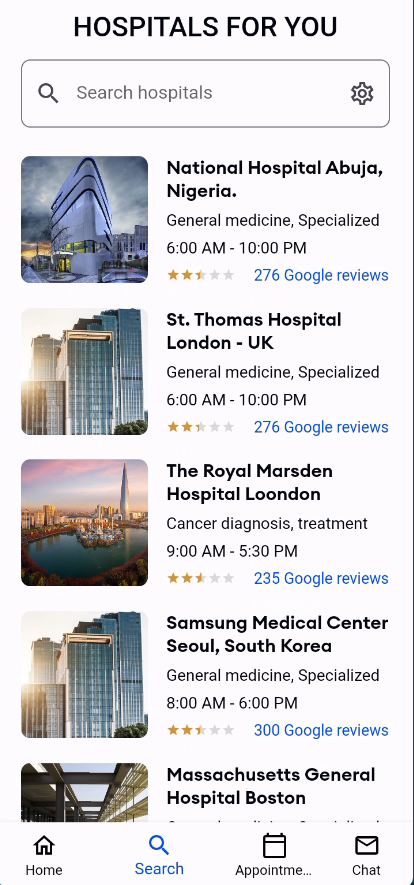 HOSPITALS FOR YOU
Search hospitals
National Hospital Abuja,
Nigeria.
General medicine, Specialized
6:00 AM - 10:00 PM
276 Google reviews
St. Thomas Hospital
London - UK
General medicine, Specialized
6:00 AM - 10:00 PM
276 Google reviews
The Royal Marsden
Hospital Loondon
Cancer diagnosis, treatment
9:00 AM - 5:30 PM
235 Google reviews
Samsung Medical Center
Seoul, South Korea
General medicine, Specialized
8:00 AM - 6:00 PM
300 Google reviews
Massachusetts General
Hospital Boston
Home
Search
Appointme...
Chat